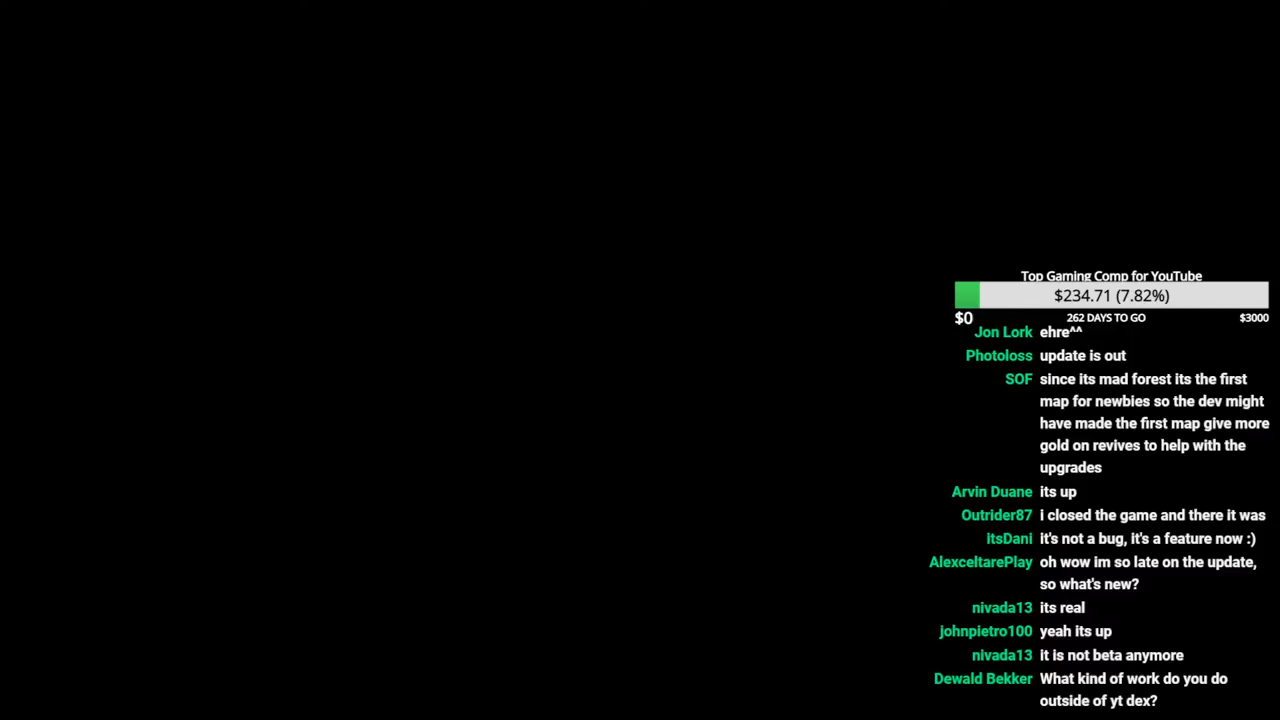 Top Gaming Comp for YouTube
$234.71 (7.82%)
$0 262 DAYS TO GO $3000
Jon Lork ehre^^
Photoloss update is out
SOF since its mad forest its the first
map for newbies so the dev might
have made the first map give more
gold on revives to help with the
upgrades
Arvin Duane its up
Outrider87 i closed the game and there it was
itsDani it's not a bug, it's a feature now :)
AlexceltarePlay oh wow im so late on the update,
so what's new?
nivada13 its real
johnpietro100 yeah its up
nivada13 it is not beta anymore
Dewald Bekker What kind of work do you do
outside of yt dex?